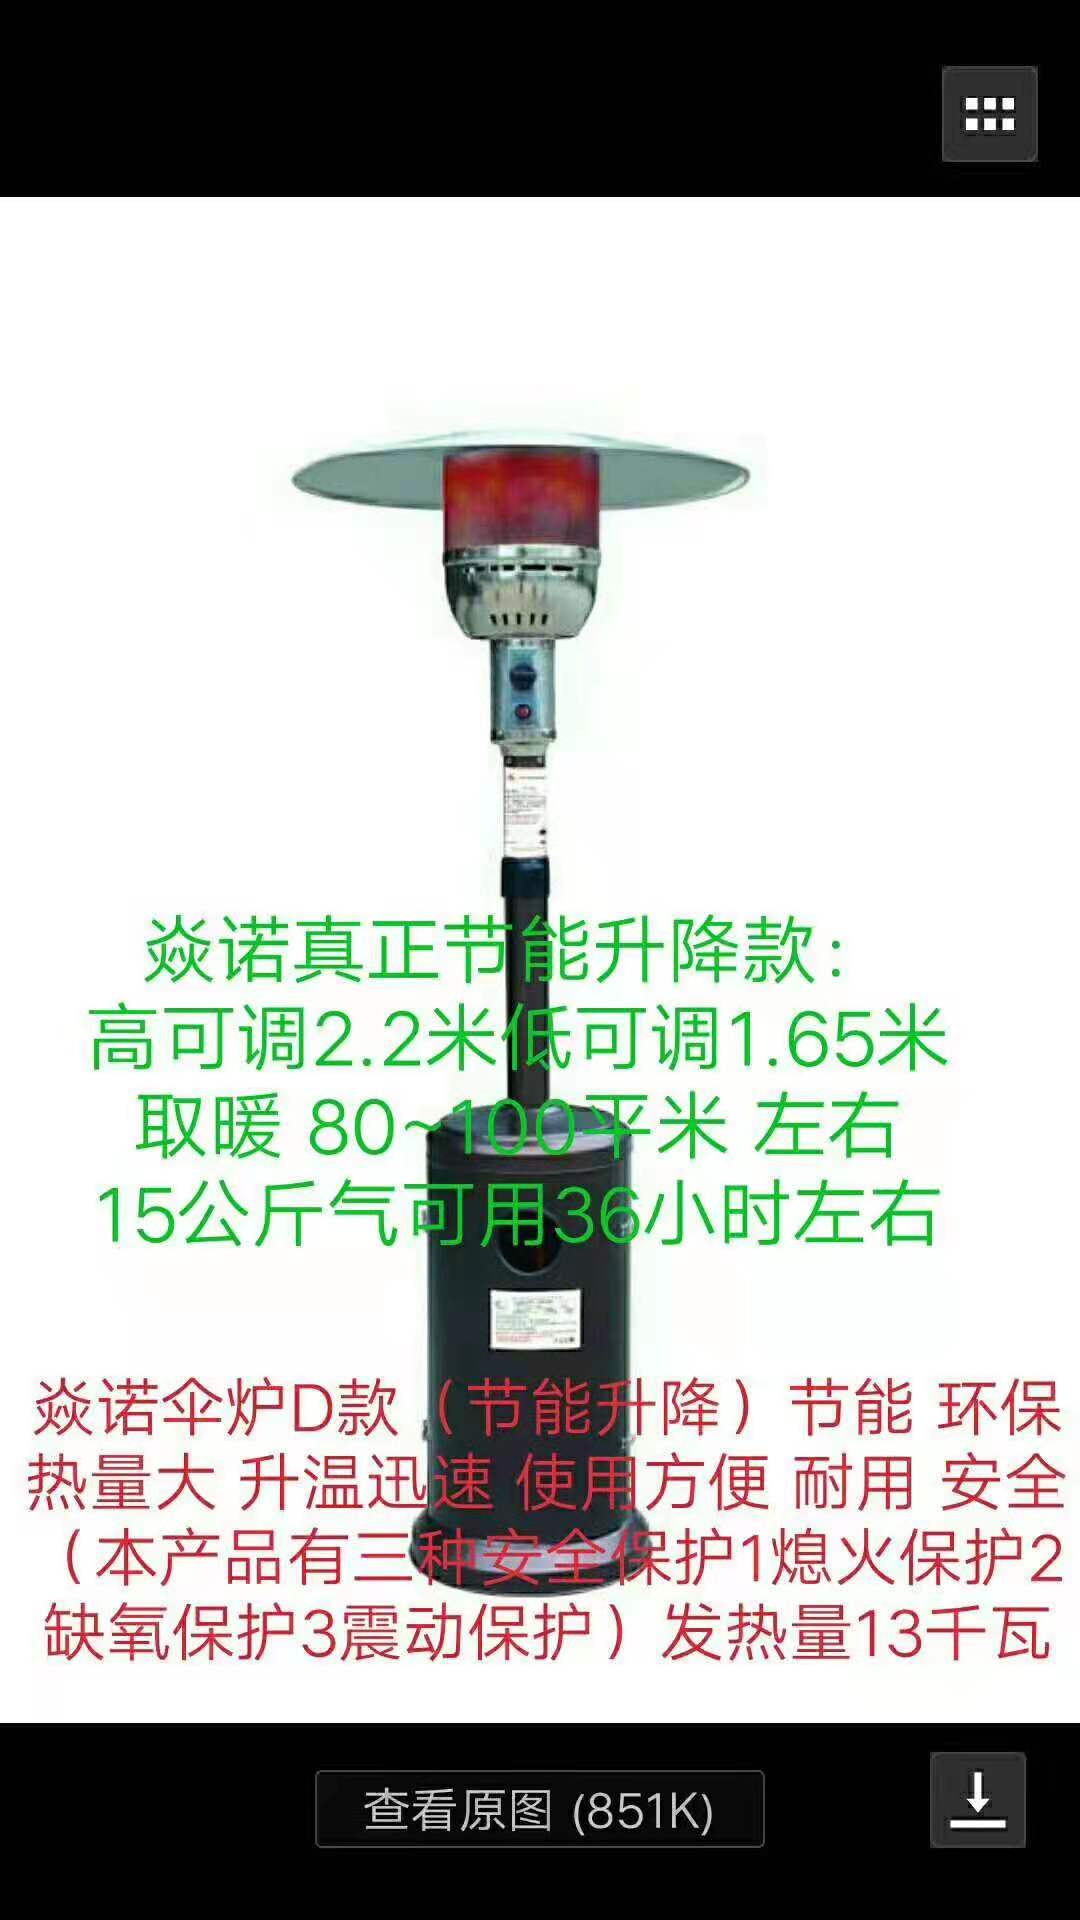 焱诺真正节能升降款：
高可调2.2米低可调1.65米
取暖 80~100平米 左右
15公斤气可用36小时左右
焱诺伞炉D款（节能升降）节能 环保
热量大 升温迅速 使用方便 耐用 安全
（本产品有三种安全保护1熄火保护2
缺氧保护3震动保护）发热量13千瓦
查看原图 (851K)